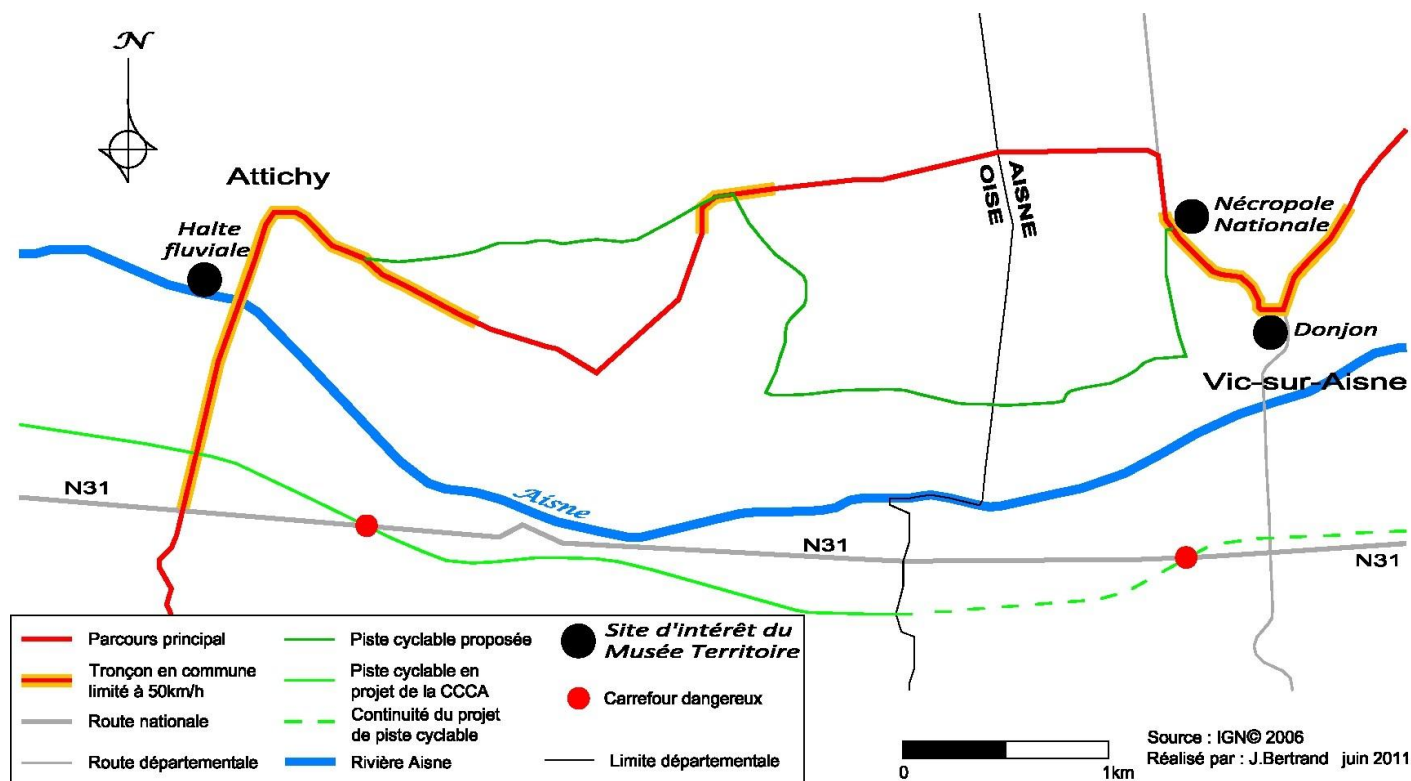 N
Attichy
Halte
fluviale
OISE
AISNE
Nécropole
Nationale
Donjon
Vic-sur-Aisne
Aisne
N31
N31
N31
Parcours principal
Tronçon en commune
limité à 50km/h
Route nationale
Route départementale
Piste cyclable proposée
Piste cyclable en
projet de la CCCA
Continuité du projet
de piste cyclable
Rivière Aisne
Site d'intérêt du
Musée Territoire
Carrefour dangereux
Limite départementale
0
1km
Source : IGN© 2006
Réalisé par : J.Bertrand juin 2011